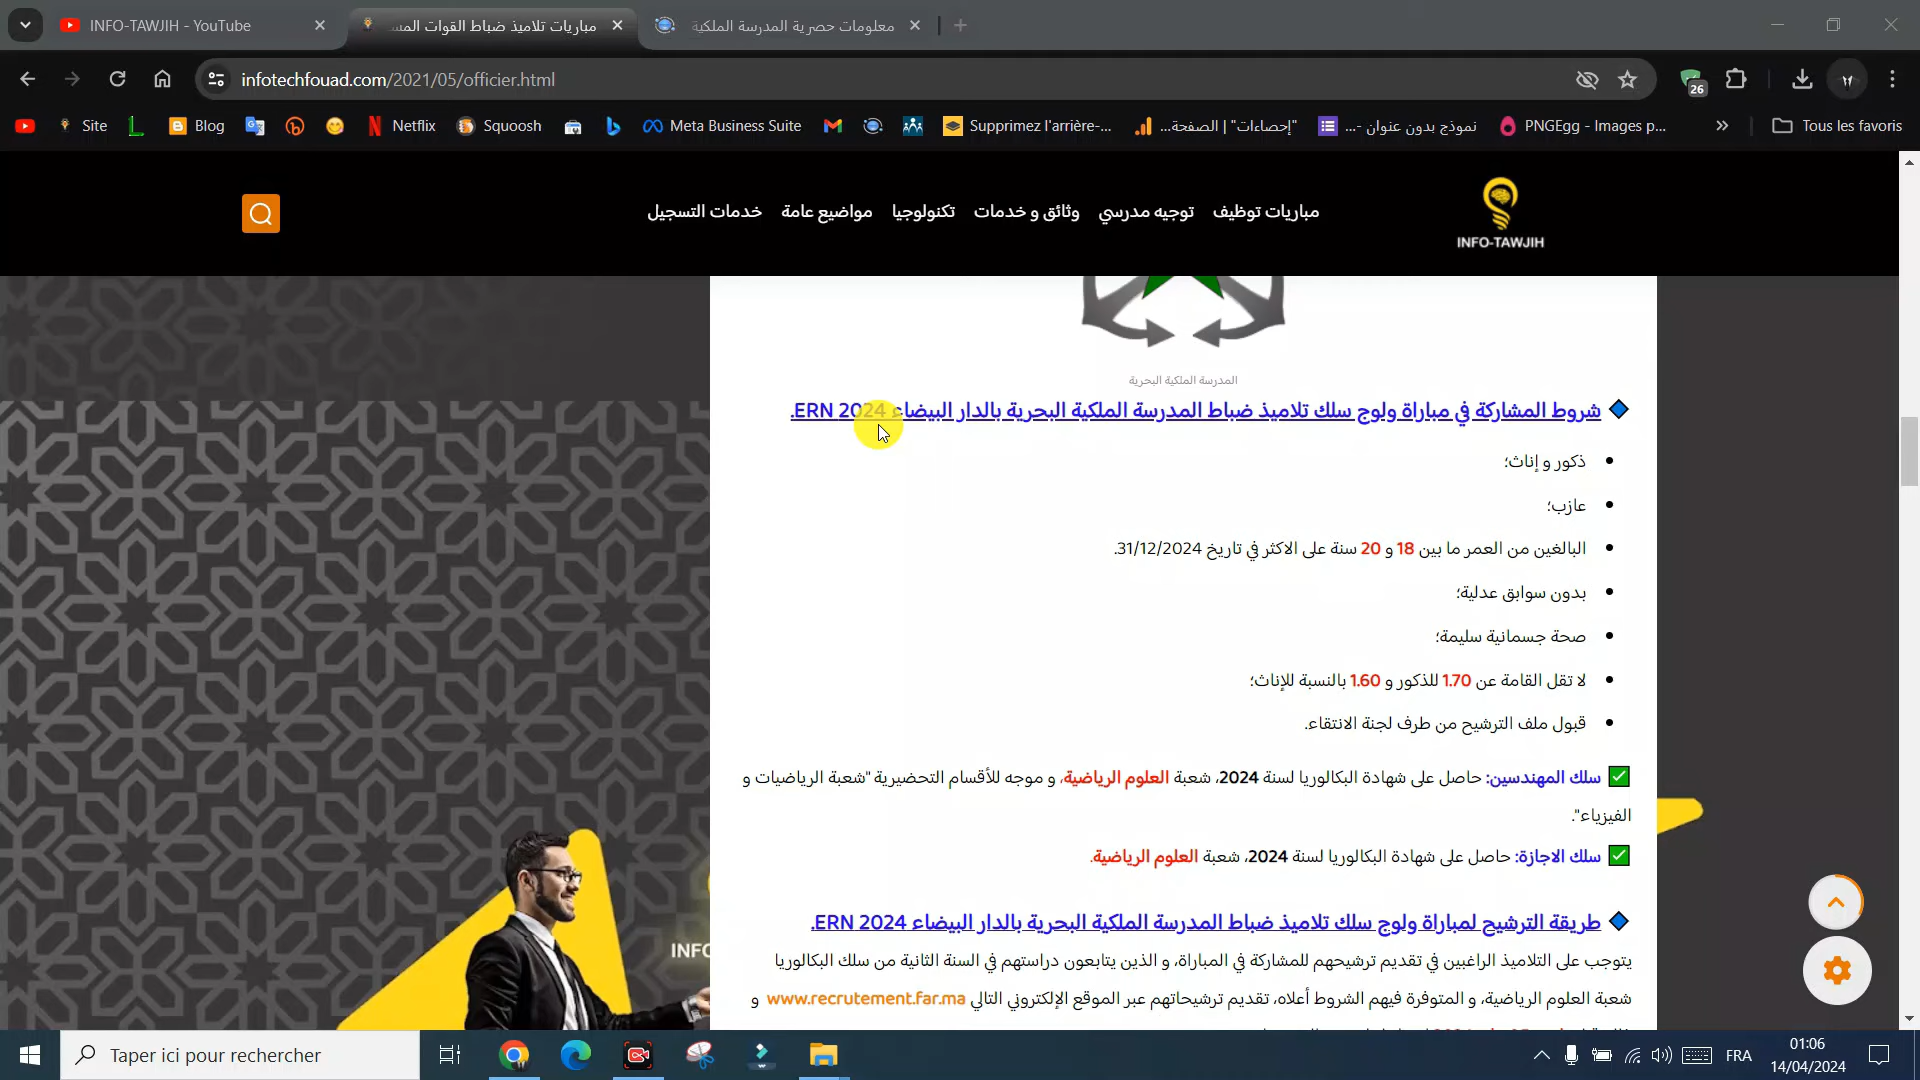 INFO-TAWJIH - YouTube
مباريات تلاميذ ضباط القوات المس
معلومات حصرية المدرسة الملكية
infotechfouad.com/2021/05/officier.html
26
Site
Blog
Netflix
Squoosh
Meta Business Suite
Supprimez l'arrière-...
"إحصاءات" | الصفحة...
نموذج بدون عنوان -...
PNGEgg - Images p...
Tous les favoris
مباريات توظيف
توجيه مدرسي
وثائق و خدمات
تكنولوجيا
مواضيع عامة
خدمات التسجيل
INFO-TAWJIH
المدرسة الملكية البحرية
شروط المشاركة في مباراة ولوج سلك تلاميذ ضباط المدرسة الملكية البحرية بالدار البيضاء ERN 2024.
ذكور و إناث؛
عازب؛
البالغين من العمر ما بين 18 و 20 سنة على الاكثر في تاريخ 31/12/2024.
بدون سوابق عدلية؛
صحة جسمانية سليمة؛
لا تقل القامة عن 1.70 للذكور و 1.60 بالنسبة للإناث؛
قبول ملف الترشيح من طرف لجنة الانتقاء.
سلك المهندسين: حاصل على شهادة البكالوريا لسنة 2024، شعبة العلوم الرياضية، و موجه للأقسام التحضيرية "شعبة الرياضيات و
الفيزياء".
سلك الاجازة: حاصل على شهادة البكالوريا لسنة 2024، شعبة العلوم الرياضية.
طريقة الترشيح لمباراة ولوج سلك تلاميذ ضباط المدرسة الملكية البحرية بالدار البيضاء ERN 2024.
يتوجب على التلاميذ الراغبين في تقديم ترشيحهم للمشاركة في المباراة، و الذين يتابعون دراستهم في السنة الثانية من سلك البكالوريا
شعبة العلوم الرياضية، و المتوفرة فيهم الشروط أعلاه، تقديم ترشيحاتهم عبر الموقع الإلكتروني التالي www.recrutement.far.ma و
INFO
Taper ici pour rechercher
FRA
01:06
14/04/2024